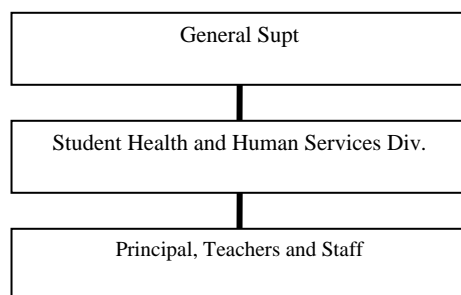 General Supt
Student Health and Human Services Div.
Principal, Teachers and Staff